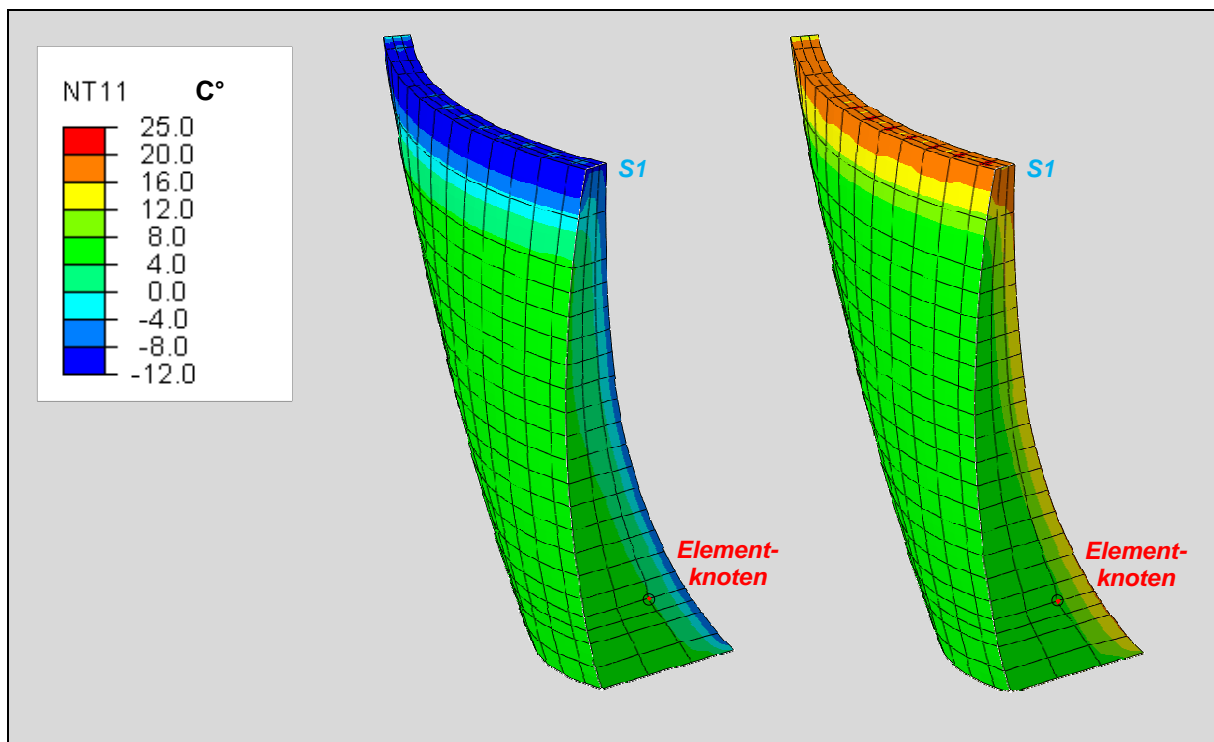 NT11 C°
25.0
20.0
16.0
12.0
8.0
4.0
0.0
-4.0
-8.0
-12.0
S1
S1
Element-
knoten
Element-
knoten